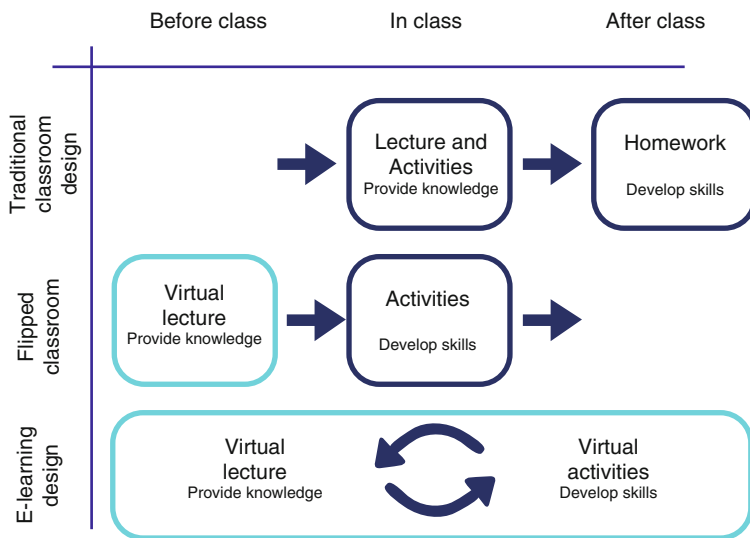 Before class
In class
After class
Traditional
classroom
design
Lecture and
Activities
Provide knowledge
Homework
Develop skills
Flipped
classroom
Virtual
lecture
Provide knowledge
Activities
Develop skills
E-learning
design
Virtual
lecture
Provide knowledge
Virtual
activities
Develop skills